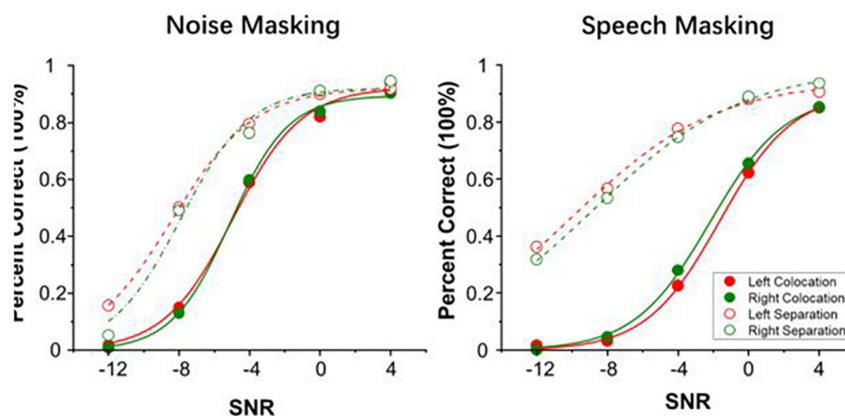 Noise Masking
Speech Masking
Percent Correct (100%)
1
0.8
0.6
0.4
0.2
0
-12
-8
-4
0
4
SNR
Percent Correct (100%)
1
0.8
0.6
0.4
0.2
0
-12
-8
-4
0
4
SNR
Left Colocation
Right Colocation
Left Separation
Right Separation